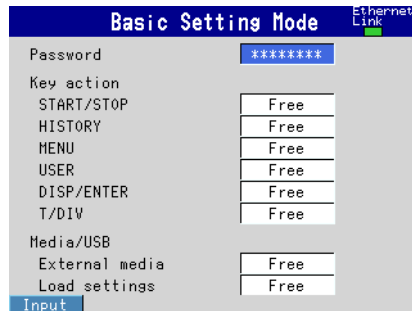 Basic Setting Mode
Ethernet
Link
Password ********
Key action
START/STOP Free
HISTORY Free
MENU Free
USER Free
DISP/ENTER Free
T/DIV Free
Media/USB
External media Free
Load settings Free
Input